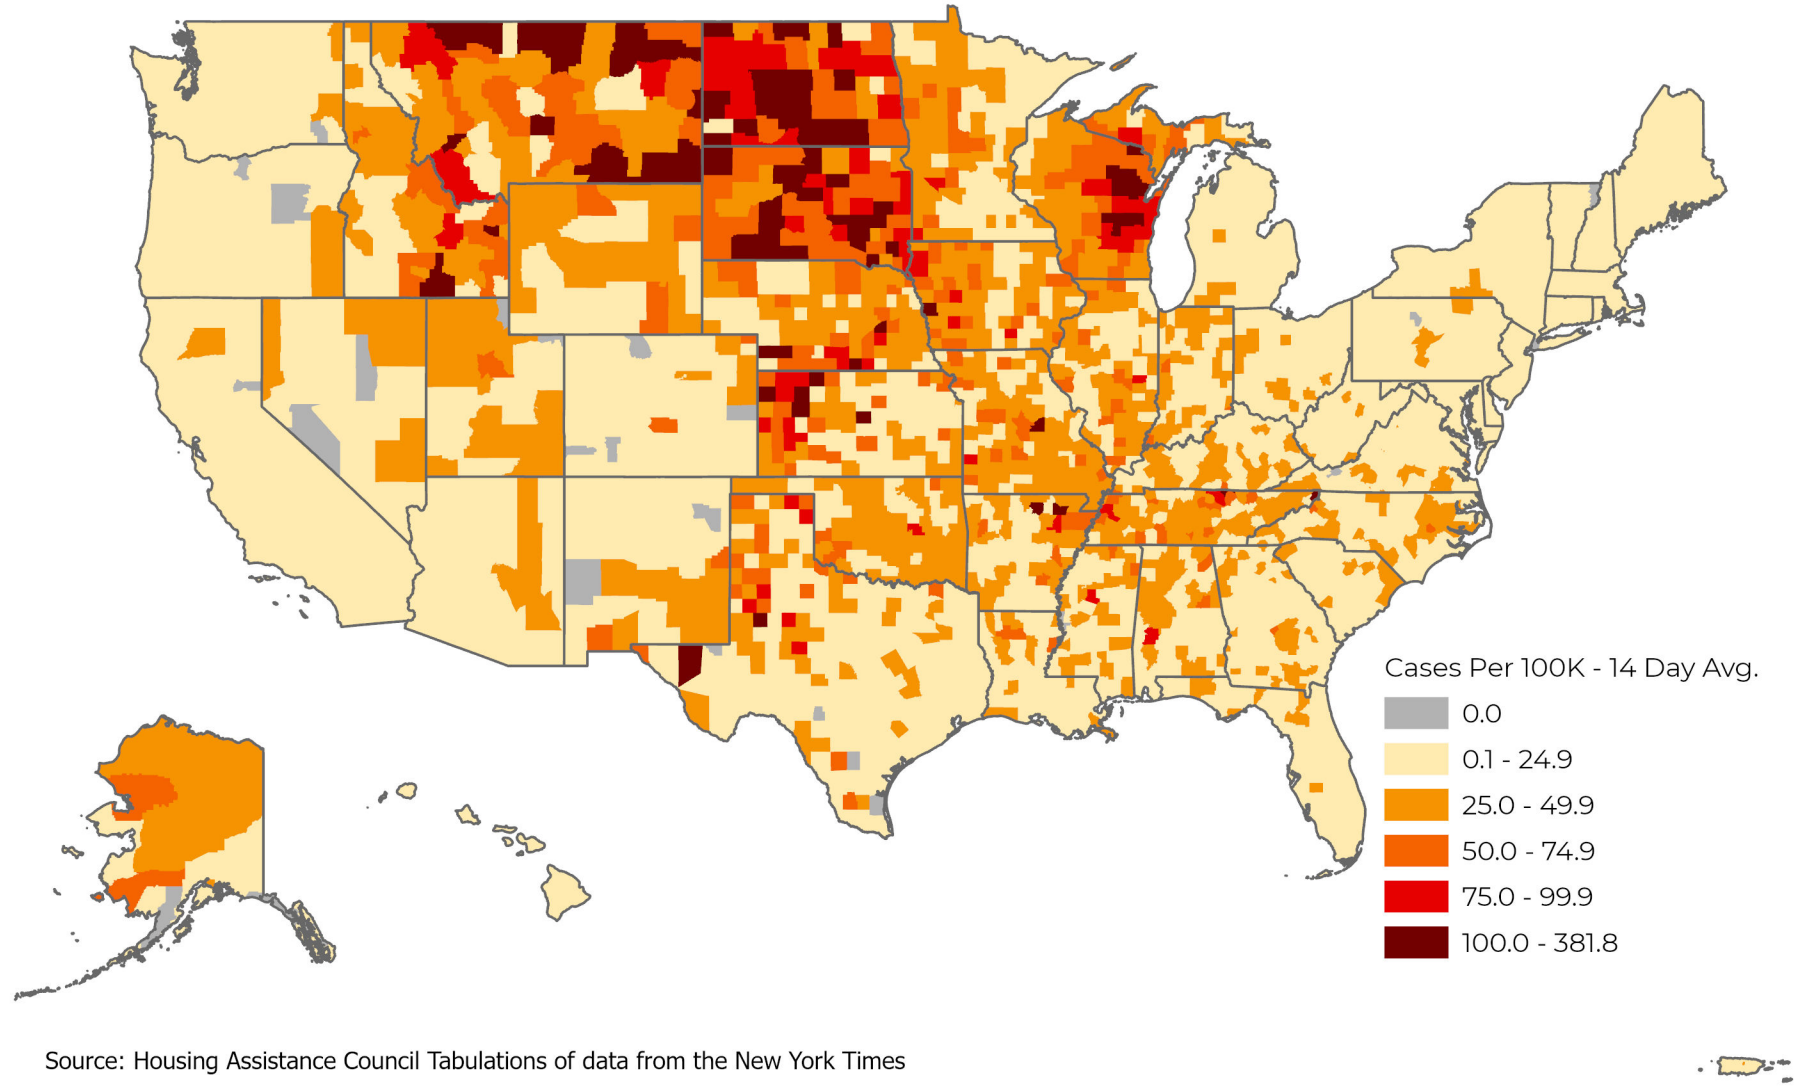 Cases Per 100K - 14 Day Avg.
0.0
0.1 - 24.9
25.0 - 49.9
50.0 - 74.9
75.0 - 99.9
100.0 - 381.8
Source: Housing Assistance Council Tabulations of data from the New York Times